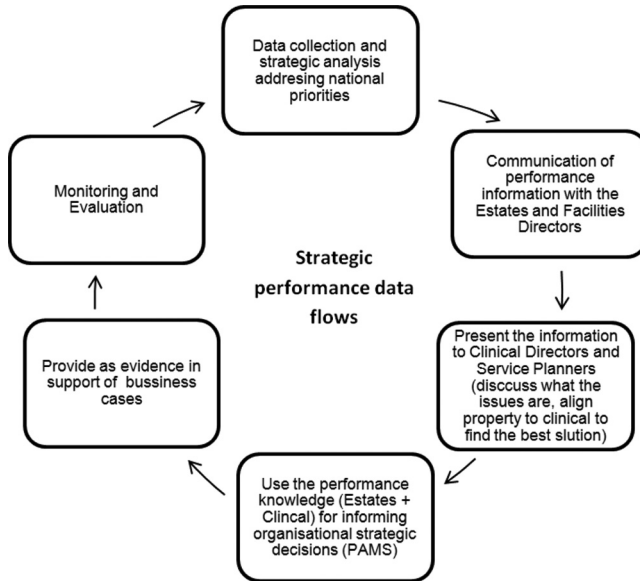 Data collection and
strategic analysis
addresing national
priorities
Communication of
performance
information with the
Estates and Facilities
Directors
Present the information
to Clinical Directors and
Service Planners
(disccuss what the
issues are, align
property to clinical to
find the best slution)
Use the performance
knowledge (Estates +
Clincal) for informing
organisational strategic
decisions (PAMS)
Provide as evidence in
support of bussiness
cases
Monitoring and
Evaluation
Strategic
performance data
flows